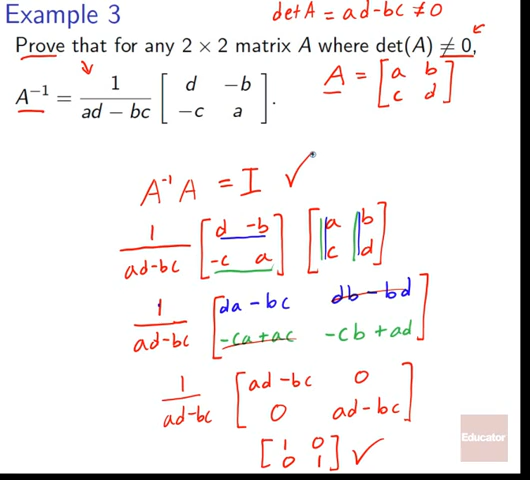 Example 3
det A = ad-bc ≠ 0
Prove that for any 2 × 2 matrix A where det(A) ≠ 0,
A⁻¹ = 1/(ad − bc) [d −b; −c a].
A = [a b; c d]
A⁻¹A = I ✓
1/(ad-bc) [d -b; -c a] [a b; c d]
1/(ad-bc) [da-bc db-bd; -ca+ac -cb+ad]
1/(ad-bc) [ad-bc 0; 0 ad-bc]
[1 0; 0 1] ✓
Educator